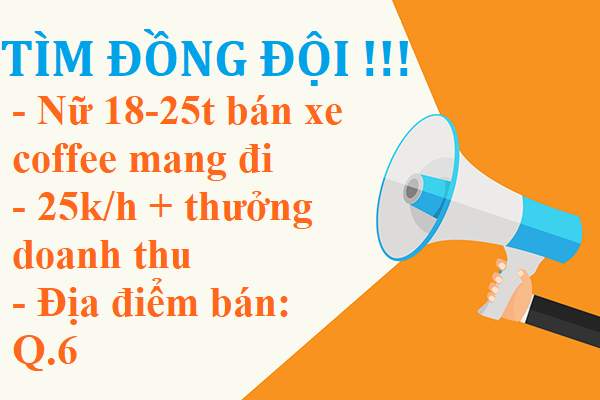 TÌM ĐỒNG ĐỘI !!!
- Nữ 18-25t bán xe
coffee mang đi
- 25k/h + thưởng
doanh thu
- Địa điểm bán:
Q.6